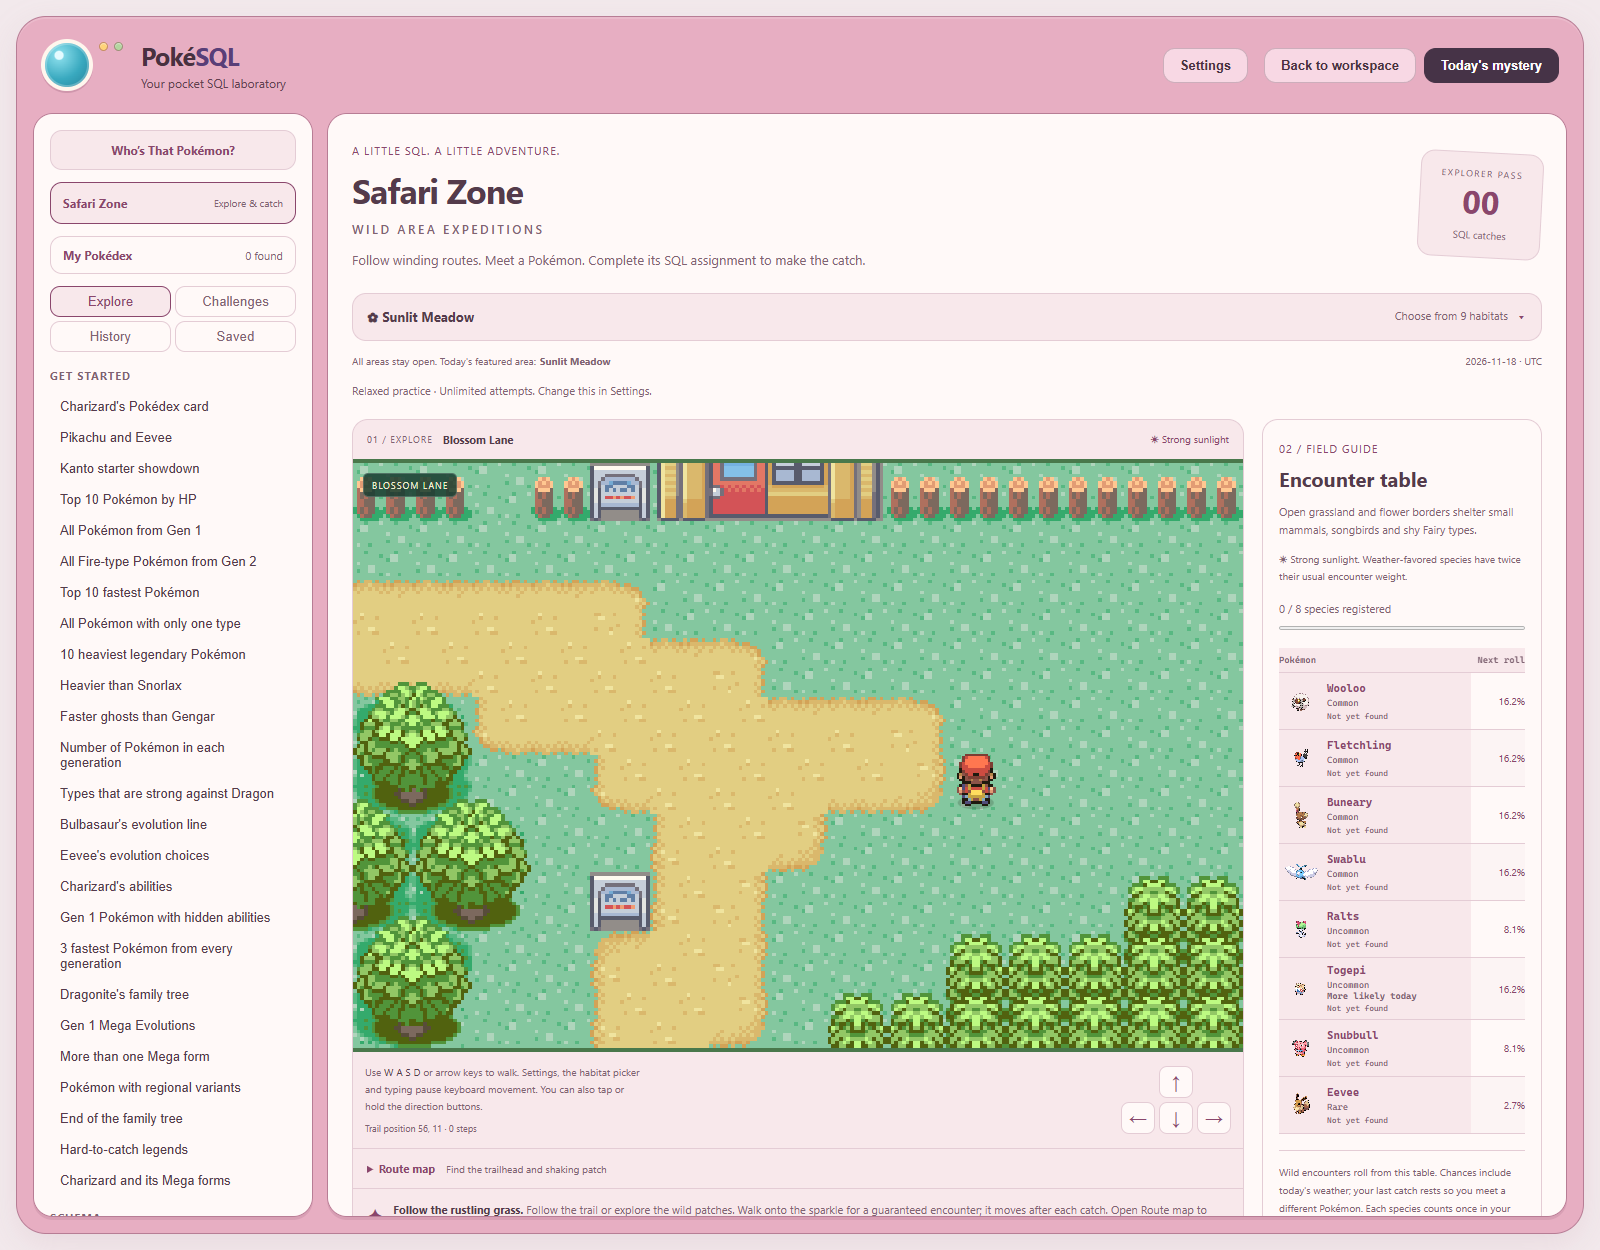 PokéSQL
Your pocket SQL laboratory
Settings
Back to workspace
Today's mystery
Who's That Pokémon?
Safari Zone
Explore & catch
My Pokédex
0 found
Explore
Challenges
History
Saved
GET STARTED
Charizard's Pokédex card
Pikachu and Eevee
Kanto starter showdown
Top 10 Pokémon by HP
All Pokémon from Gen 1
All Fire-type Pokémon from Gen 2
Top 10 fastest Pokémon
All Pokémon with only one type
10 heaviest legendary Pokémon
Heavier than Snorlax
Faster ghosts than Gengar
Number of Pokémon in each
generation
Types that are strong against Dragon
Bulbasaur's evolution line
Eevee's evolution choices
Charizard's abilities
Gen 1 Pokémon with hidden abilities
3 fastest Pokémon from every
generation
Dragonite's family tree
Gen 1 Mega Evolutions
More than one Mega form
Pokémon with regional variants
End of the family tree
Hard-to-catch legends
Charizard and its Mega forms
A LITTLE SQL. A LITTLE ADVENTURE.
Safari Zone
WILD AREA EXPEDITIONS
Follow winding routes. Meet a Pokémon. Complete its SQL assignment to make the catch.
EXPLORER PASS
00
SQL catches
✿ Sunlit Meadow
Choose from 9 habitats
All areas stay open. Today's featured area: Sunlit Meadow
2026-11-18 · UTC
Relaxed practice · Unlimited attempts. Change this in Settings.
01 / EXPLORE Blossom Lane
☀ Strong sunlight
BLOSSOM LANE
Use W A S D or arrow keys to walk. Settings, the habitat picker
and typing pause keyboard movement. You can also tap or
hold the direction buttons.
Trail position 56, 11 · 0 steps
↑
← ↓ →
Route map Find the trailhead and shaking patch
Follow the rustling grass. Follow the trail or explore the wild patches. Walk onto the sparkle for a guaranteed encounter; it moves after each catch. Open Route map to
02 / FIELD GUIDE
Encounter table
Open grassland and flower borders shelter small
mammals, songbirds and shy Fairy types.
☀ Strong sunlight. Weather-favored species have twice
their usual encounter weight.
0 / 8 species registered
Pokémon Next roll
Wooloo
Common
Not yet found
16.2%
Fletchling
Common
Not yet found
16.2%
Buneary
Common
Not yet found
16.2%
Swablu
Common
Not yet found
16.2%
Ralts
Uncommon
Not yet found
8.1%
Togepi
Uncommon
More likely today
Not yet found
16.2%
Snubbull
Uncommon
Not yet found
8.1%
Eevee
Rare
Not yet found
2.7%
Wild encounters roll from this table. Chances include
today's weather; your last catch rests so you meet a
different Pokémon. Each species counts once in your